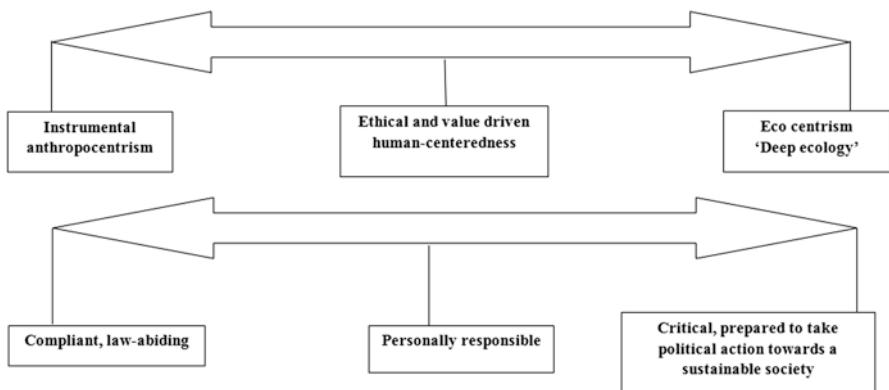 Instrumental
anthropocentrism
Ethical and value driven
human-centeredness
Eco centrism
‘Deep ecology’
Compliant, law-abiding
Personally responsible
Critical, prepared to take
political action towards a
sustainable society